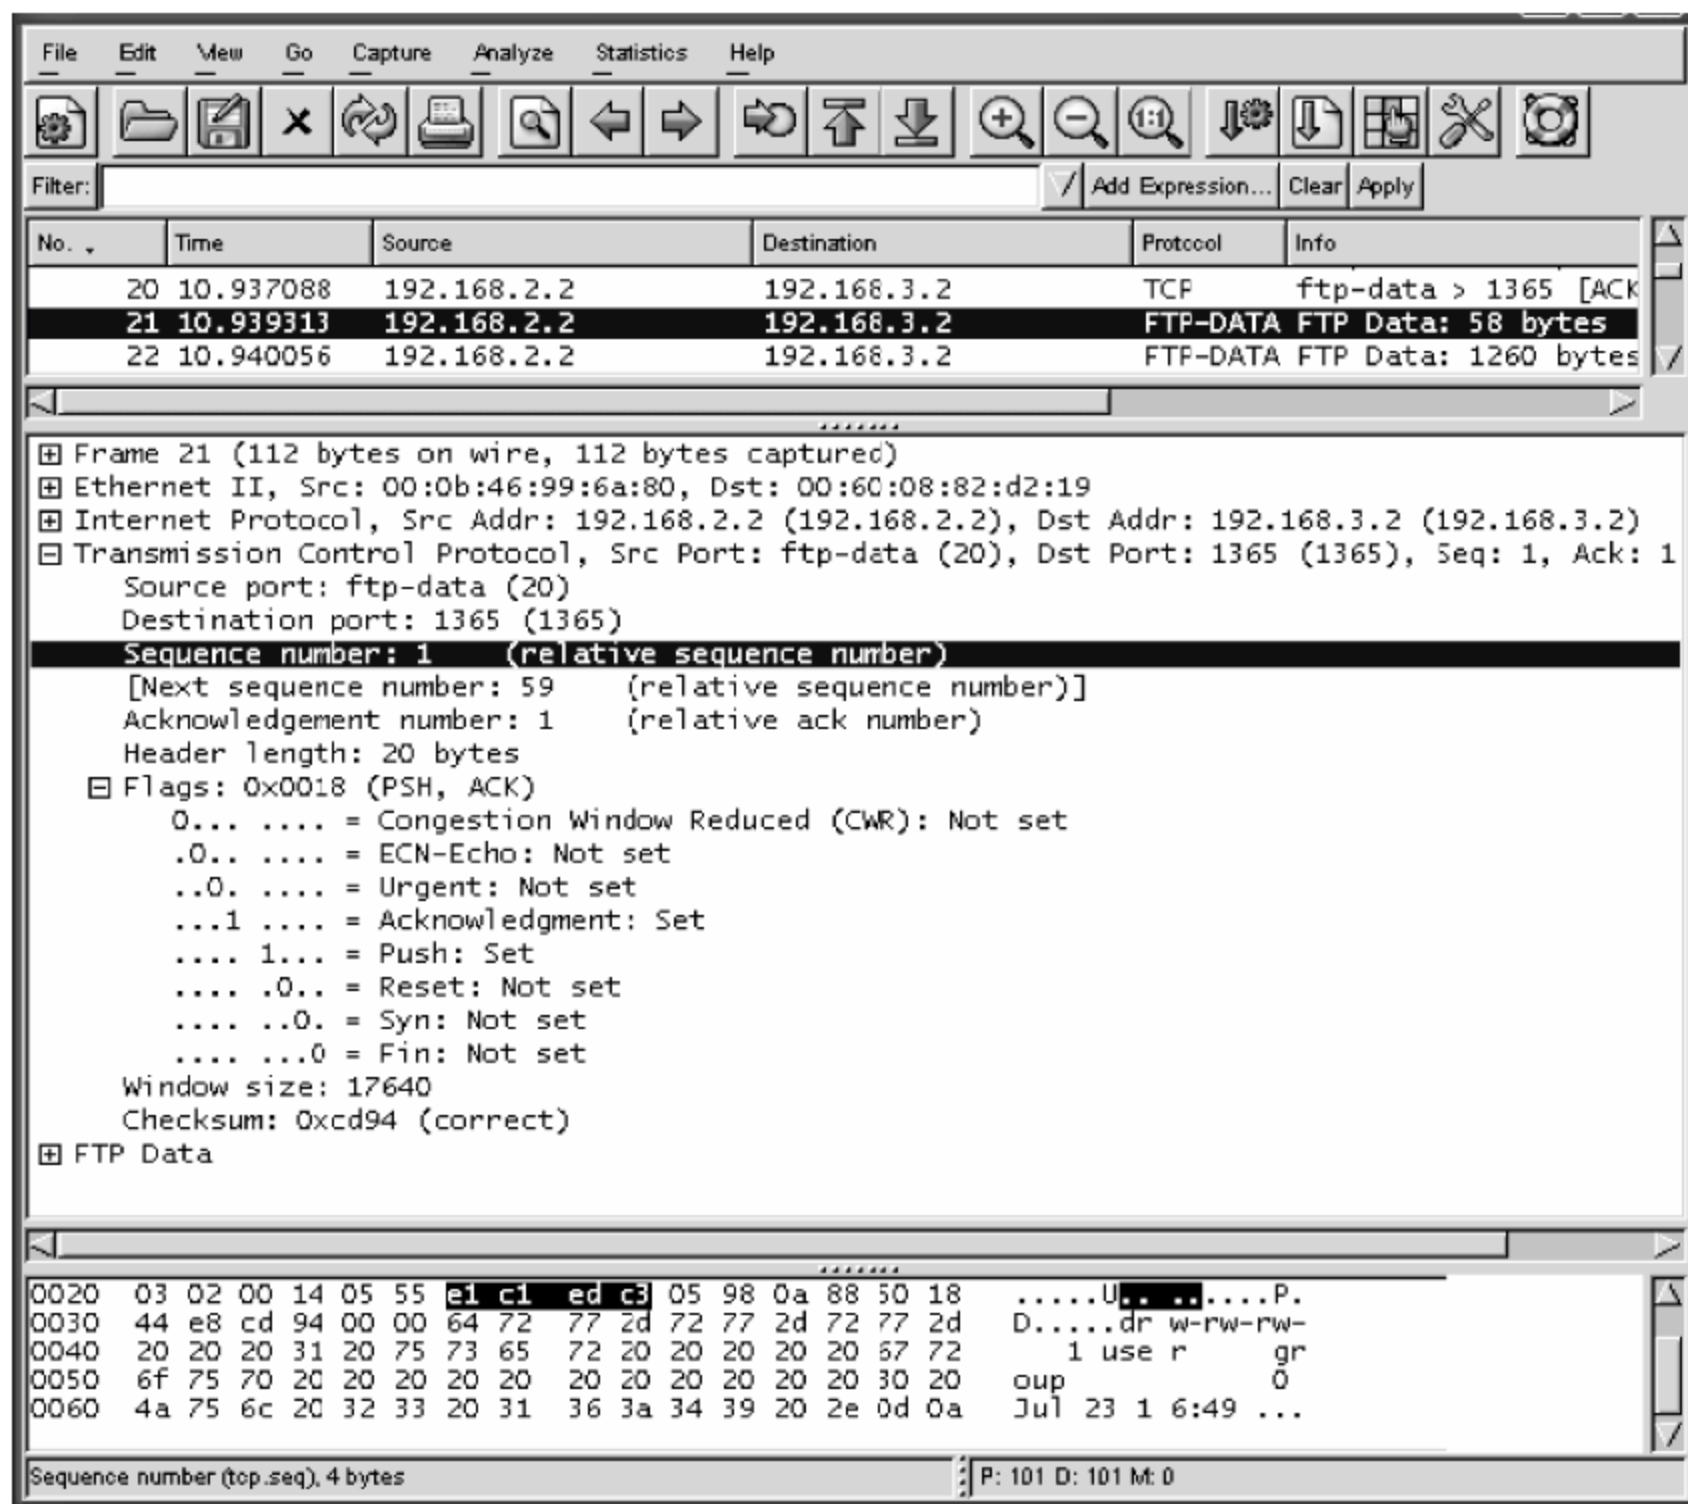 File Edit View Go Capture Analyze Statistics Help
1:1
Filter: Add Expression... Clear Apply
No. Time Source Destination Protocol Info
20 10.937088 192.168.2.2 192.168.3.2 TCP ftp-data > 1365 [ACK
21 10.939313 192.168.2.2 192.168.3.2 FTP-DATA FTP Data: 58 bytes
22 10.940056 192.168.2.2 192.168.3.2 FTP-DATA FTP Data: 1260 bytes
Frame 21 (112 bytes on wire, 112 bytes captured)
Ethernet II, Src: 00:0b:46:99:6a:80, Dst: 00:60:08:82:d2:19
Internet Protocol, Src Addr: 192.168.2.2 (192.168.2.2), Dst Addr: 192.168.3.2 (192.168.3.2)
Transmission Control Protocol, Src Port: ftp-data (20), Dst Port: 1365 (1365), Seq: 1, Ack: 1
Source port: ftp-data (20)
Destination port: 1365 (1365)
Sequence number: 1 (relative sequence number)
[Next sequence number: 59 (relative sequence number)]
Acknowledgement number: 1 (relative ack number)
Header length: 20 bytes
Flags: 0x0018 (PSH, ACK)
0... .... = Congestion Window Reduced (CWR): Not set
.0.. .... = ECN-Echo: Not set
..0. .... = Urgent: Not set
...1 .... = Acknowledgment: Set
.... 1... = Push: Set
.... .0.. = Reset: Not set
.... ..0. = Syn: Not set
.... ...0 = Fin: Not set
Window size: 17640
Checksum: 0xcd94 (correct)
FTP Data
0020 03 02 00 14 05 55 e1 c1 ed c3 05 98 0a 88 50 18 .....U.. ......P.
0030 44 e8 cd 94 00 00 64 72 77 2d 72 77 2d 72 77 2d D.....dr w-rw-rw-
0040 20 20 20 31 20 75 73 65 72 20 20 20 20 20 67 72 1 use r gr
0050 6f 75 70 20 20 20 20 20 20 20 20 20 20 20 30 20 oup 0
0060 4a 75 6c 20 32 33 20 31 36 3a 34 39 20 2e 0d 0a Jul 23 1 6:49 ...
Sequence number (tcp.seq), 4 bytes P: 101 D: 101 M: 0